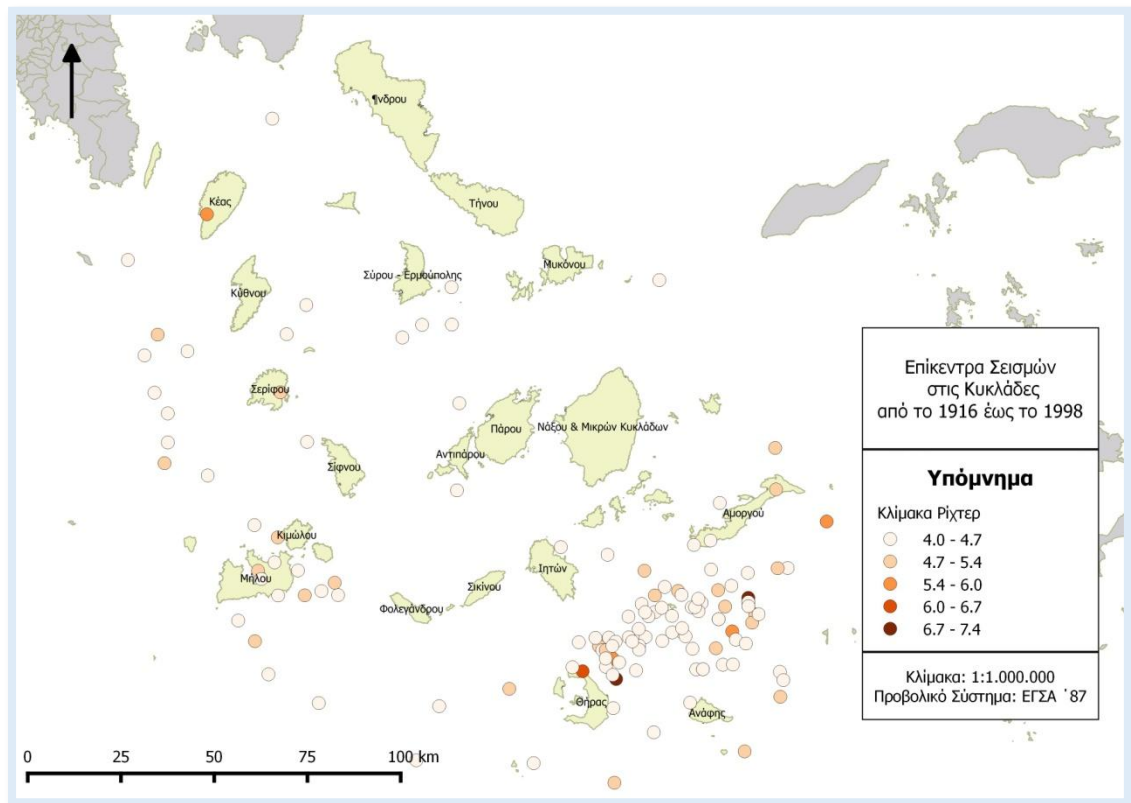 ¶νδρου
Κέας
Τήνου
Μυκόνου
Σύρου - Ερμούπολης
Κύθνου
Σερίφου
Πάρου
Νάξου & Μικρών Κυκλάδων
Αντιπάρου
Σίφνου
Αμοργού
Κιμώλου
Ιητών
Μήλου
Σικίνου
Φολεγάνδρου
Θήρας
Ανάφης
Επίκεντρα Σεισμών
στις Κυκλάδες
από το 1916 έως το 1998
Υπόμνημα
Κλίμακα Ρίχτερ
4.0 - 4.7
4.7 - 5.4
5.4 - 6.0
6.0 - 6.7
6.7 - 7.4
Κλίμακα: 1:1.000.000
Προβολικό Σύστημα: ΕΓΣΑ ΄87
0 25 50 75 100 km